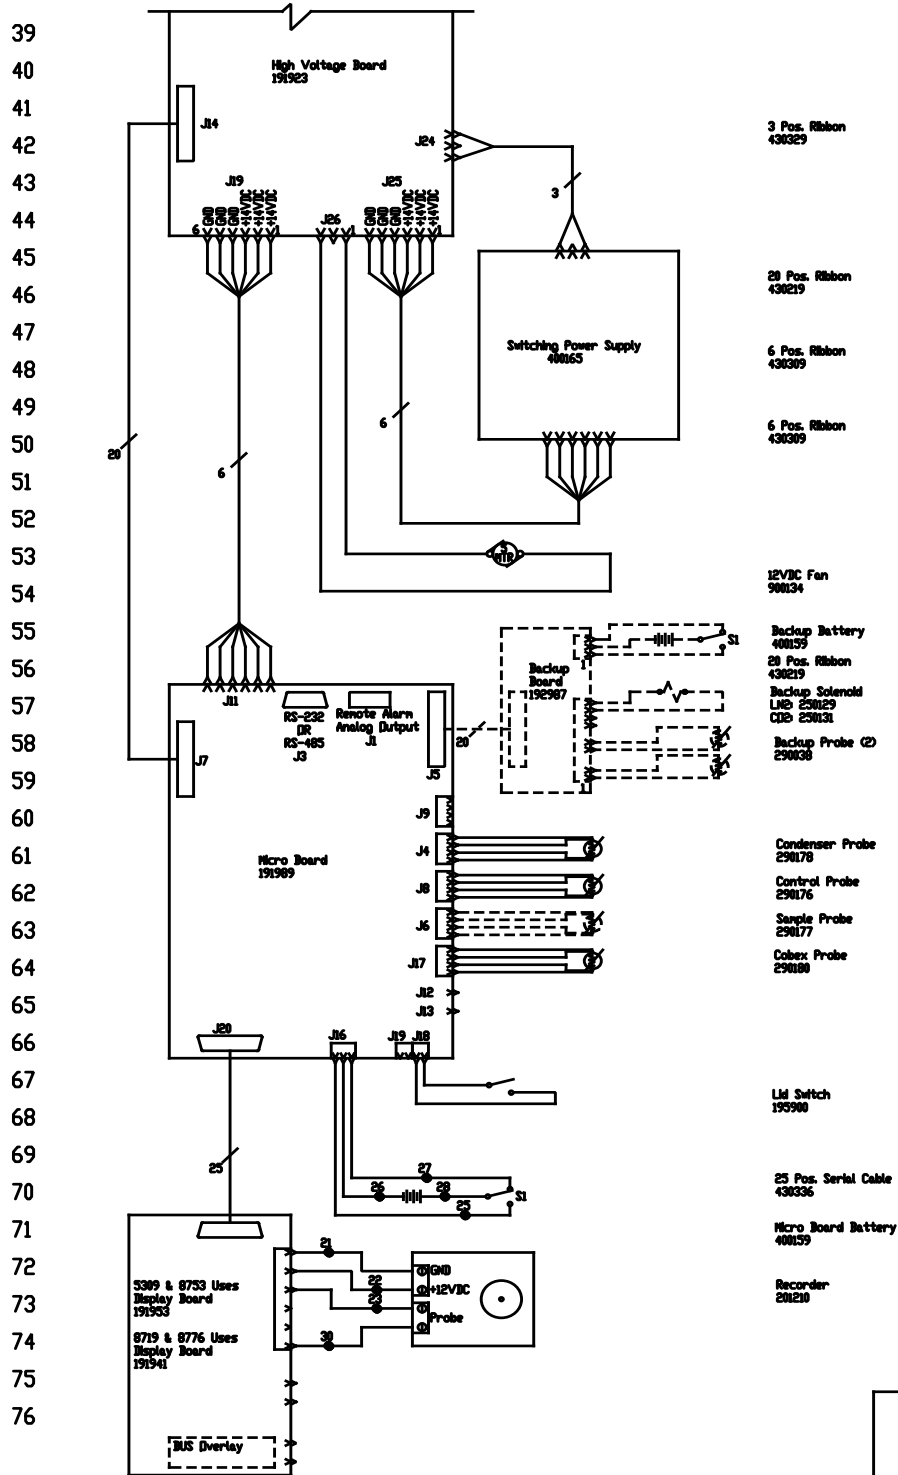 39
40
High Voltage Board
191923
41
J14
3 Pos. Ribbon
430329
42
J24
43
J19
J25
3
44
GND
GND
GND
+14VDC
+14VDC
+14VDC
J26
GND
GND
GND
+14VDC
+14VDC
+14VDC
6
1
1
1
45
46
20 Pos. Ribbon
430219
47
Switching Power Supply
400165
48
6 Pos. Ribbon
430309
49
6
50
6 Pos. Ribbon
430309
20
6
51
52
53
5
MTR
54
12VDC Fan
900134
55
S1
Backup Battery
400159
56
Backup
Board
192987
1
20 Pos. Ribbon
430219
57
J11
RS-232
OR
RS-485
J3
Remote Alarm
Analog Output
J1
Backup Solenoid
LN2: 250129
CO2: 250131
58
20
Backup Probe (2)
290038
J7
J5
59
1
60
J9
61
Micro Board
191989
J4
Condenser Probe
290178
62
J8
Control Probe
290176
63
J6
Sample Probe
290177
64
J17
Cobex Probe
290180
65
J12
J13
66
J20
J16
J19
J18
67
68
Lid Switch
195900
69
25
27
70
26
28
S1
25
25 Pos. Serial Cable
430336
71
Micro Board Battery
400159
21
72
GND
22
+12VDC
23
5309 & 8753 Uses
Display Board
191953
Recorder
201210
73
Probe
74
30
8719 & 8776 Uses
Display Board
191941
75
76
BUS Overlay